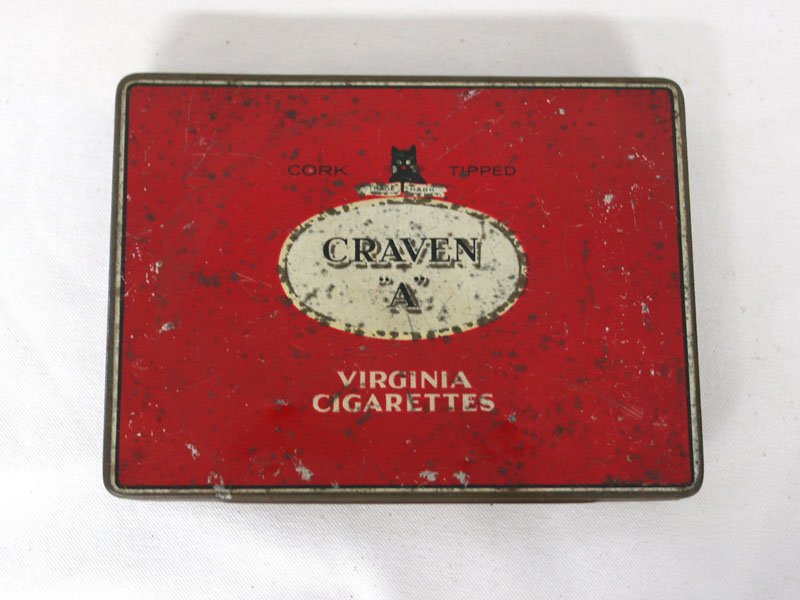 CORK TIPPED
TRADE MARK
CRAVEN
"A"
VIRGINIA
CIGARETTES